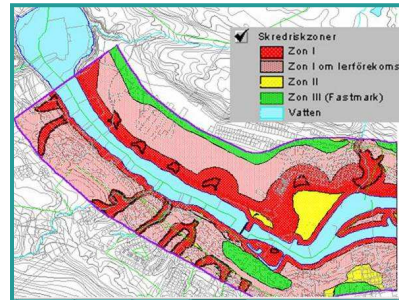 Skredriskzoner
Zon I
Zon I om lerförekoms
Zon II
Zon III (Fastmark)
Vatten